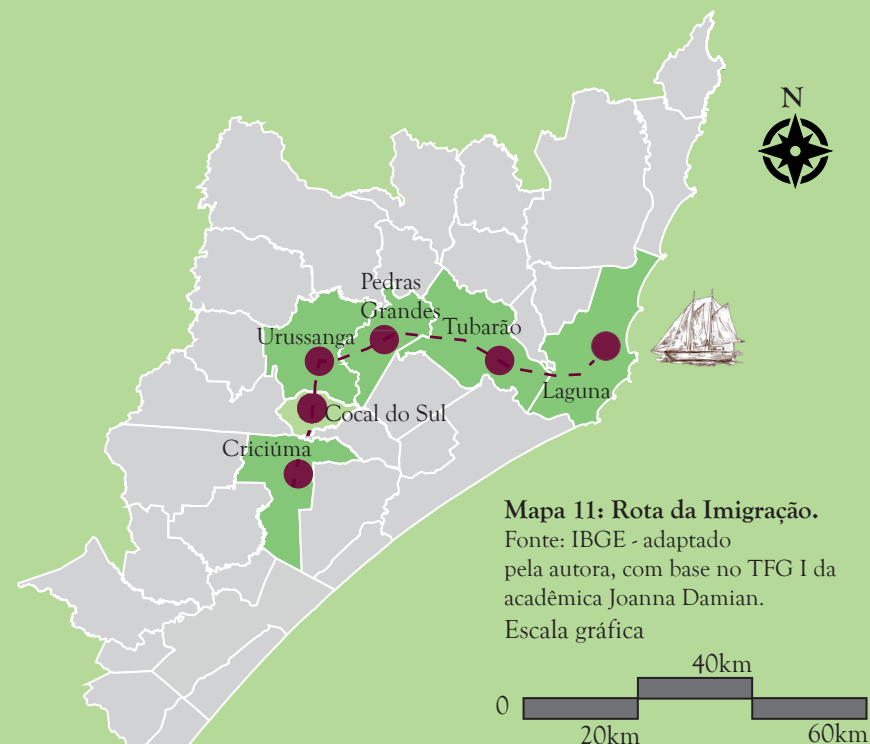 N
Pedras
Grandes
Tubarão
Urussanga
Laguna
Cocal do Sul
Criciúma
Mapa 11: Rota da Imigração.
Fonte: IBGE - adaptado
pela autora, com base no TFG I da
acadêmica Joanna Damian.
Escala gráfica
40km
0
20km
60km